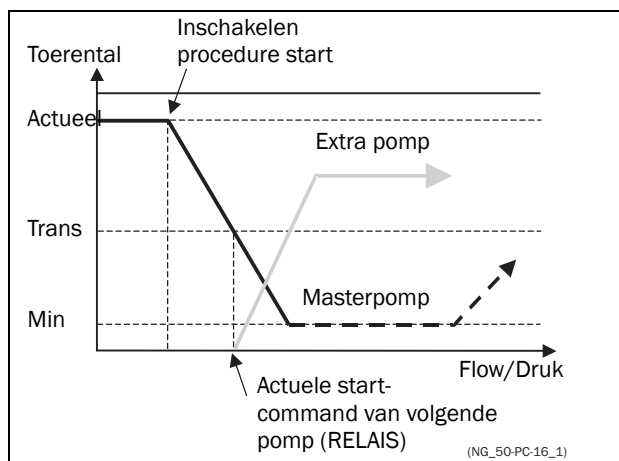 Inschakelen
procedure start
Toerental
Actueel
Extra pomp
Trans
Masterpomp
Min
Flow/Druk
Actuele start-
command van volgende
pomp (RELAIS)
(NG_50-PC-16_1)